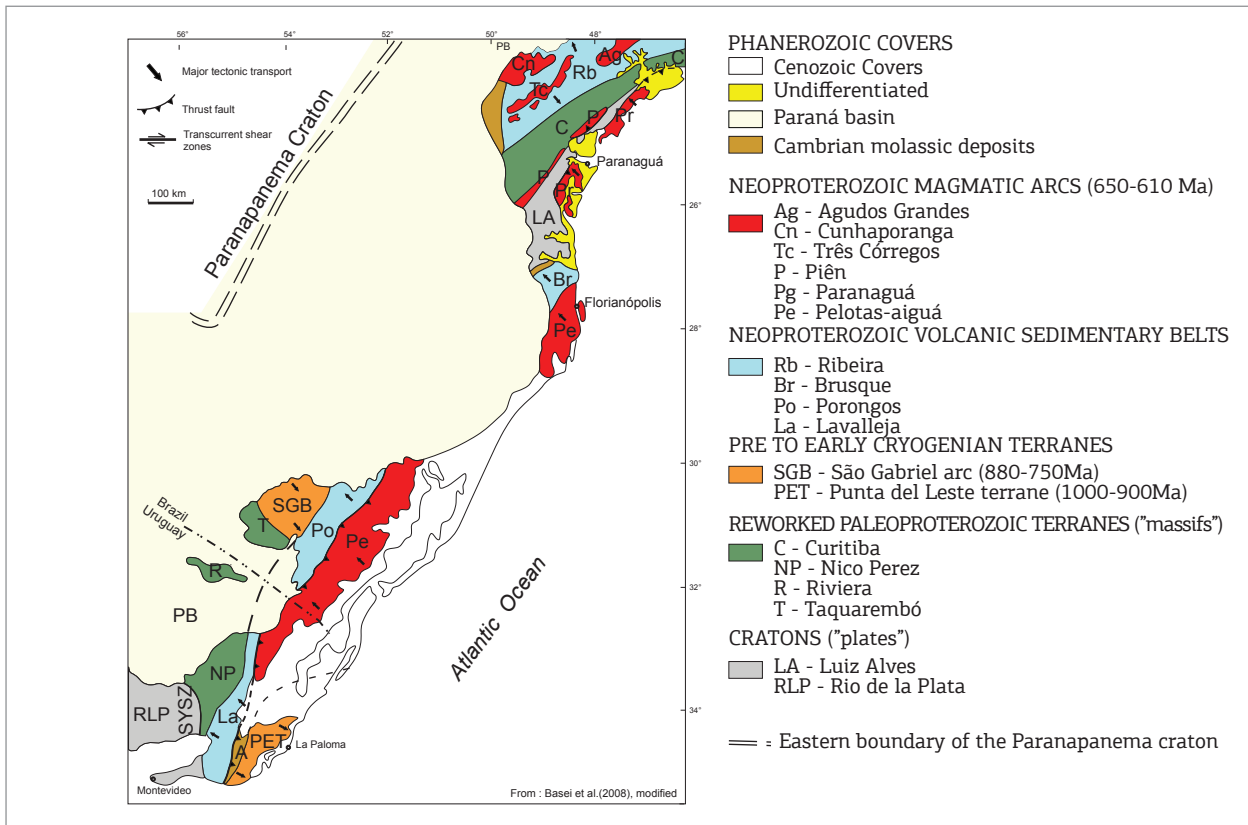 56°
54°
52°
PB
50°
48°
Major tectonic transport
Thrust fault
Transcurrent shear
zones
100 km
Paranapanema Craton
Cn
Ag
Rb
Tc
C
C
P
Pr
Paranaguá
P
P
LA
26°
Br
Florianópolis
Pe
28°
30°
SGB
T
Po
Brazil
Uruguay
Pe
R
32°
PB
Atlantic Ocean
NP
RLP
SYSZ
La
34°
PET
A
La Paloma
Montevideo
From : Basei et al.(2008), modified
PHANEROZOIC COVERS
Cenozoic Covers
Undifferentiated
Paraná basin
Cambrian molassic deposits
NEOPROTEROZOIC MAGMATIC ARCS (650-610 Ma)
Ag - Agudos Grandes
Cn - Cunhaporanga
Tc - Três Córregos
P - Piên
Pg - Paranaguá
Pe - Pelotas-aiguá
NEOPROTEROZOIC VOLCANIC SEDIMENTARY BELTS
Rb - Ribeira
Br - Brusque
Po - Porongos
La - Lavalleja
PRE TO EARLY CRYOGENIAN TERRANES
SGB - São Gabriel arc (880-750Ma)
PET - Punta del Leste terrane (1000-900Ma)
REWORKED PALEOPROTEROZOIC TERRANES ("massifs")
C - Curitiba
NP - Nico Perez
R - Riviera
T - Taquarembó
CRATONS ("plates")
LA - Luiz Alves
RLP - Rio de la Plata
Eastern boundary of the Paranapanema craton